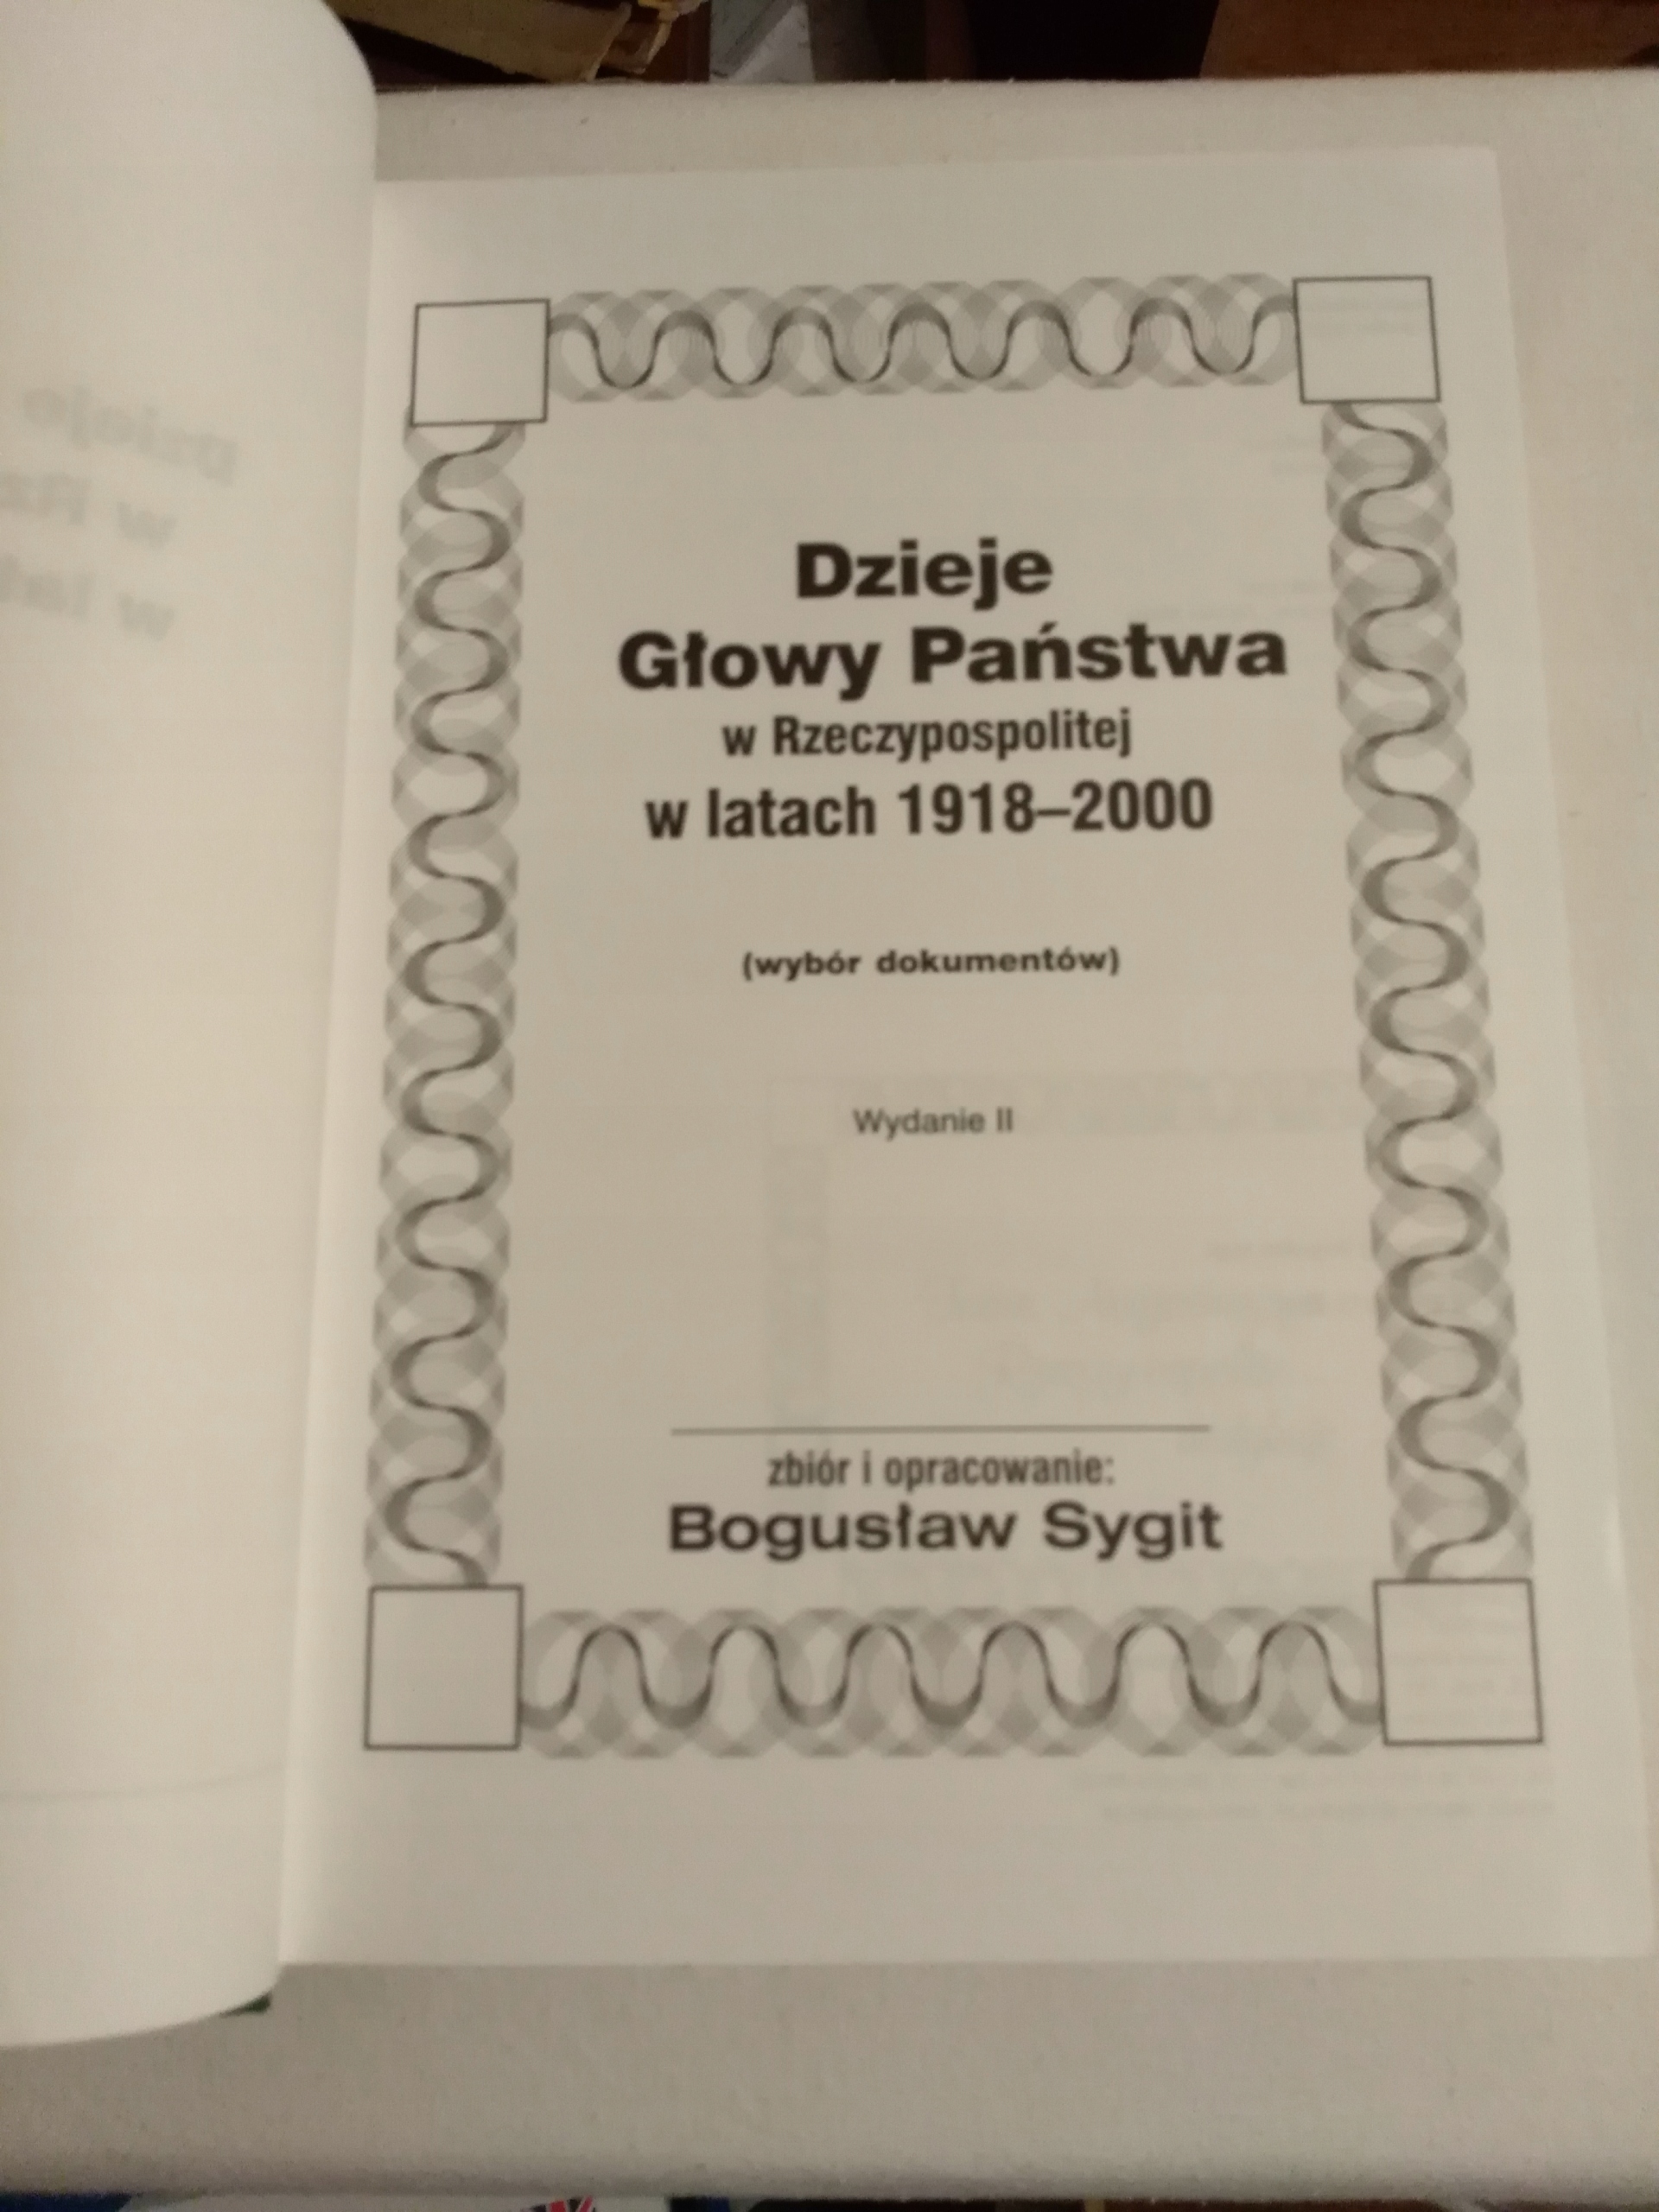 Dzieje
Głowy Państwa
w Rzeczypospolitej
w latach 1918–2000
(wybór dokumentów)
Wydanie II
zbiór i opracowanie:
Bogusław Sygit